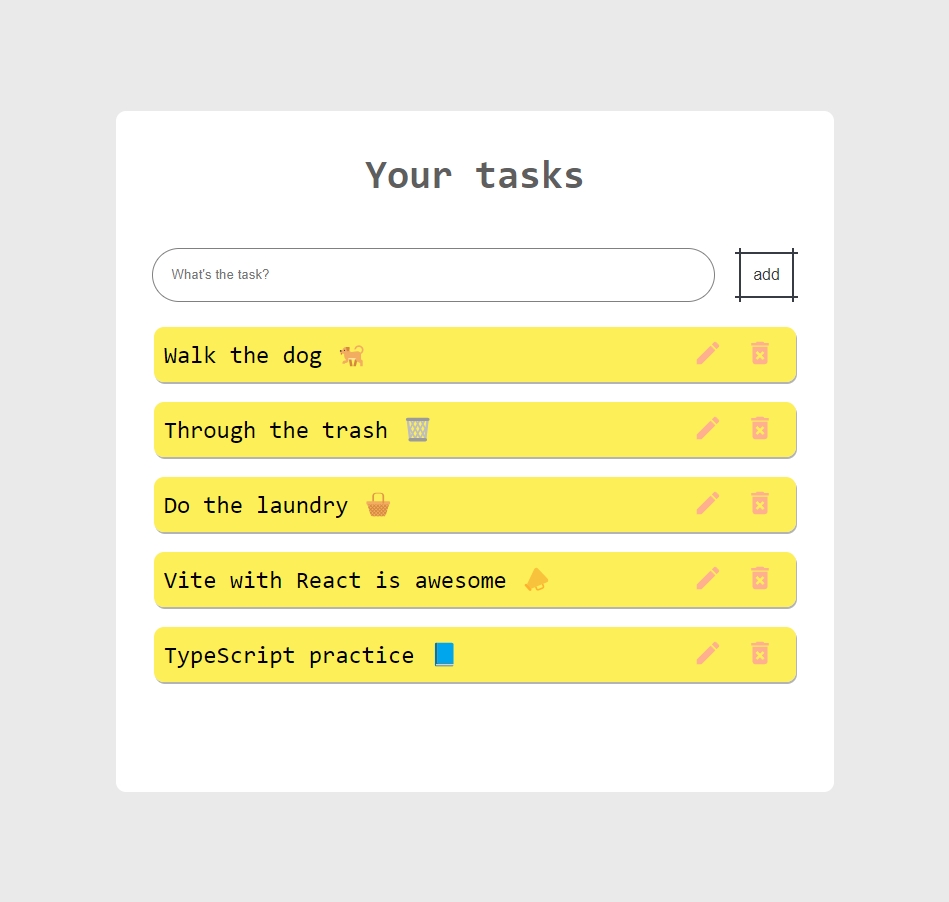 Your tasks
What's the task?
add
Walk the dog 🐕
Through the trash 🗑️
Do the laundry 🧺
Vite with React is awesome 📣
TypeScript practice 📘